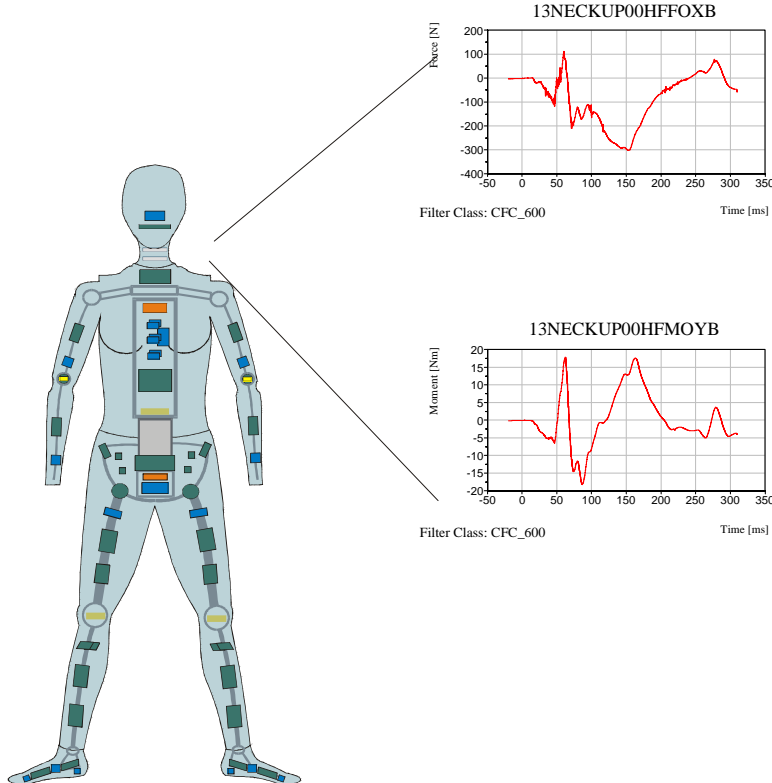 13NECKUP00HFFOXB
Force [N]
200
100
0
-100
-200
-300
-400
-50 0 50 100 150 200 250 300 350
Filter Class: CFC_600
Time [ms]
13NECKUP00HFMOYB
Moment [Nm]
20
15
10
5
0
-5
-10
-15
-20
-50 0 50 100 150 200 250 300 350
Filter Class: CFC_600
Time [ms]